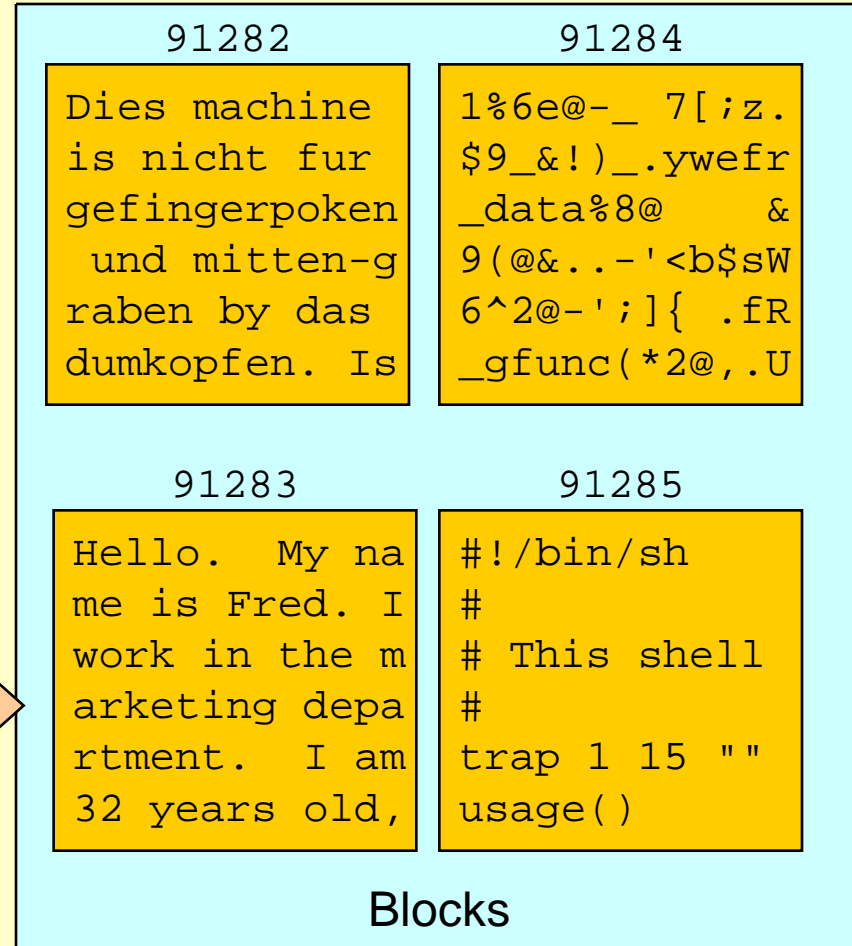 91282
Dies machine
is nicht fur
gefingerpoken
 und mitten-g
raben by das
dumkopfen. Is
91284
1%6e@-_ 7[;z.
$9_&!)_.ywefr
_data%8@    &
9(@&..-'<b$sW
6^2@-';]{ .fR
_gfunc(*2@,.U
91283
Hello.  My na
me is Fred. I
work in the m
arketing depa
rtment.  I am
32 years old,
91285
#!/bin/sh
#
# This shell
#
trap 1 15 ""
usage()
Blocks